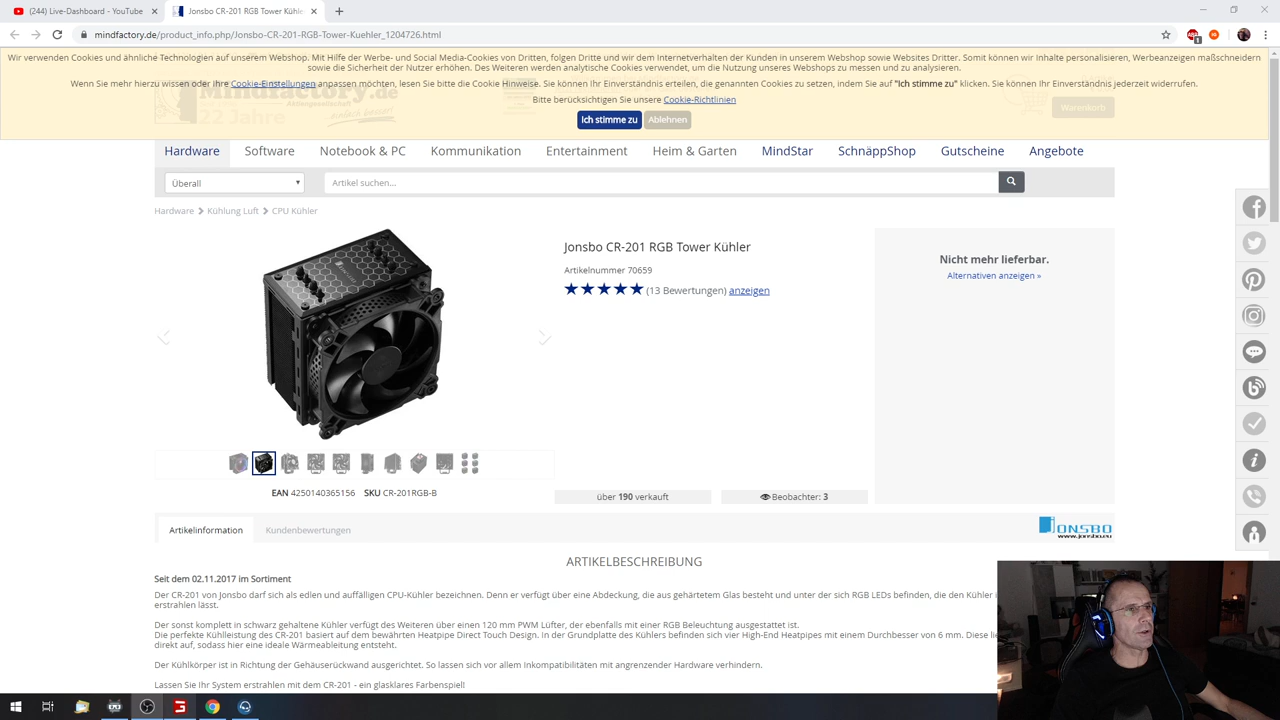 (244) Live-Dashboard - YouTube
Jonsbo CR-201 RGB Tower Kühler
mindfactory.de/product_info.php/Jonsbo-CR-201-RGB-Tower-Kuehler_1204726.html
Wir verwenden Cookies und ähnliche Technologien auf unserem Webshop. Mit Hilfe der Werbe- und Social Media-Cookies von Dritten, folgen Dritte und wir dem Internetverhalten der Kunden in unserem Webshop sowie Websites Dritter. Somit können wir Inhalte personalisieren, Werbeanzeigen maßschneidern
sowie die Sicherheit der Nutzer erhöhen. Des Weiteren werden analytische Cookies verwendet, um die Nutzung unseres Webshops zu messen und zu analysieren.
Wenn Sie mehr hierzu wissen oder ihre Cookie-Einstellungen anpassen möchten, lesen Sie bitte die Cookie Hinweise. Sie können Ihr Einverständnis erteilen, die genannten Cookies zu setzen, indem Sie auf "Ich stimme zu" klicken. Sie können Ihr Einverständnis jederzeit widerrufen.
Bitte berücksichtigen Sie unsere Cookie-Richtlinien
Ich stimme zu Ablehnen
Mindfactory.de
Aktiengesellschaft
22 Jahre ...einfach besser!
Warenkorb
Hardware Software Notebook & PC Kommunikation Entertainment Heim & Garten MindStar SchnäppShop Gutscheine Angebote
Überall Artikel suchen...
Hardware Kühlung Luft CPU Kühler
Jonsbo CR-201 RGB Tower Kühler
Artikelnummer 70659
(13 Bewertungen) anzeigen
Nicht mehr lieferbar.
Alternativen anzeigen »
EAN 4250140365156 SKU CR-201RGB-B
über 190 verkauft Beobachter: 3
Artikelinformation Kundenbewertungen
JONSBO
www.jonsbo.eu
ARTIKELBESCHREIBUNG
Seit dem 02.11.2017 im Sortiment
Der CR-201 von Jonsbo darf sich als edlen und auffälligen CPU-Kühler bezeichnen. Denn er verfügt über eine Abdeckung, die aus gehärtetem Glas besteht und unter der sich RGB LEDs befinden, die den Kühler
erstrahlen lässt.
Der sonst komplett in schwarz gehaltene Kühler verfügt des Weiteren über einen 120 mm PWM Lüfter, der ebenfalls mit einer RGB Beleuchtung ausgestattet ist.
Die perfekte Kühlleistung des CR-201 basiert auf dem bewährten Heatpipe Direct Touch Design. In der Grundplatte des Kühlers befinden sich vier High-End Heatpipes mit einem Durchbesser von 6 mm. Diese
direkt auf, sodass hier eine ideale Wärmeableitung entsteht.
Der Kühlkörper ist in Richtung der Gehäuserückwand ausgerichtet. So lassen sich vor allem Inkompatibilitäten mit angrenzender Hardware verhindern.
Lassen Sie Ihr System erstrahlen mit dem CR-201 - ein glasklares Farbenspiel!